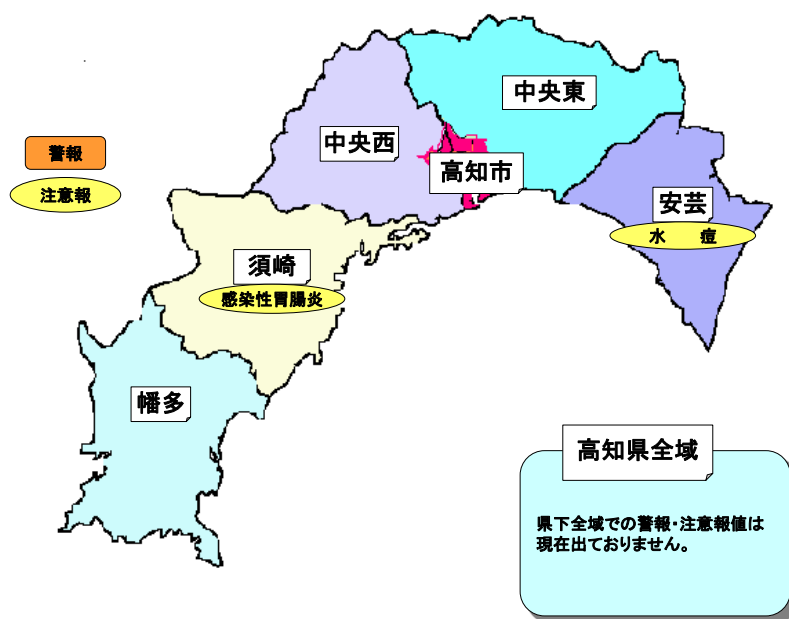 中央東
中央西
警報
高知市
注意報
安芸
水　痘
須崎
感染性胃腸炎
幡多
高知県全域
県下全域での警報・注意報値は
現在出ておりません。